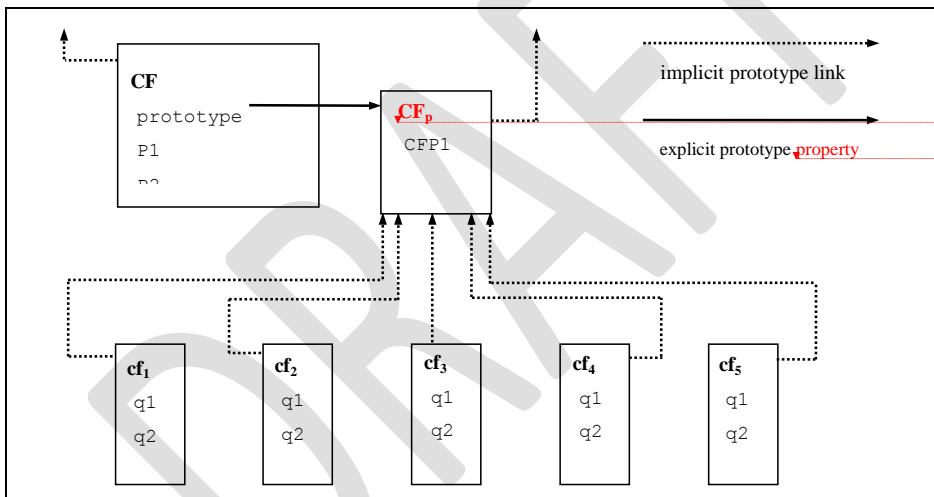 CF
prototype
P1
P2
CFp
CFP1
implicit prototype link
explicit prototype property
cf1
q1
q2
cf2
q1
q2
cf3
q1
q2
cf4
q1
q2
cf5
q1
q2
DRAFT